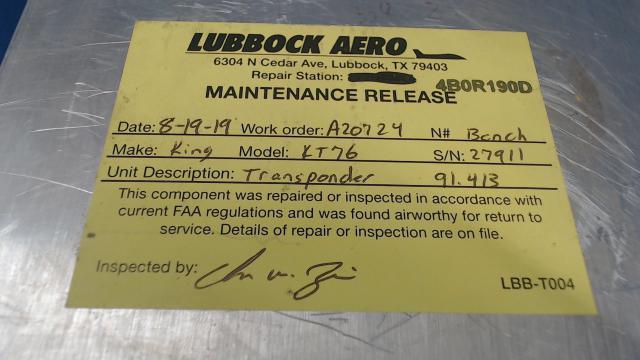 LUBBOCK AERO
6304 N Cedar Ave, Lubbock, TX 79403
Repair Station: 4B0R190D
MAINTENANCE RELEASE
Date: 8-19-19 Work order: A20724 N# Bench
Make: King Model: KT76 S/N: 27911
Unit Description: Transponder 91.413
This component was repaired or inspected in accordance with
current FAA regulations and was found airworthy for return to
service. Details of repair or inspection are on file.
Inspected by:
LBB-T004